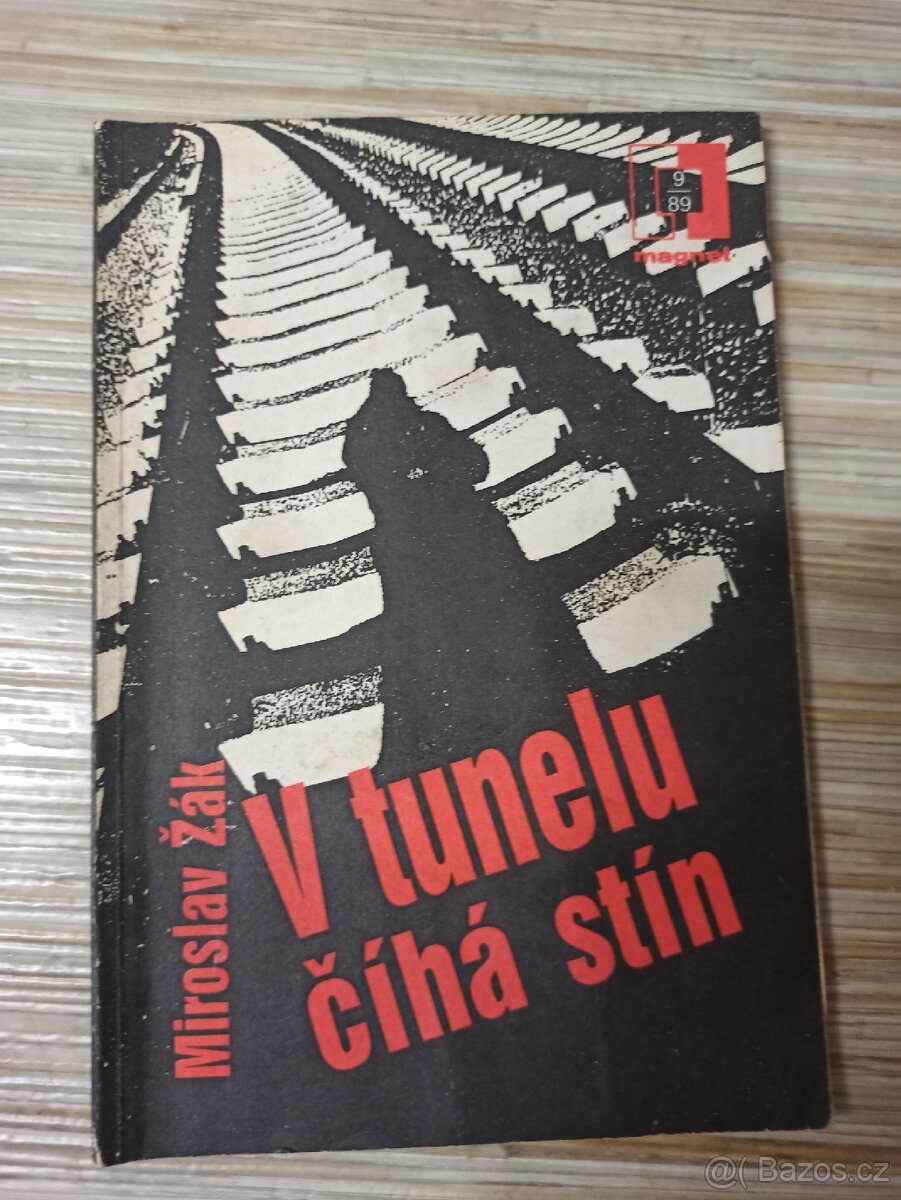 9
89
magnet
Miroslav Žák
V tunelu
číhá stín
@( Bazos.cz